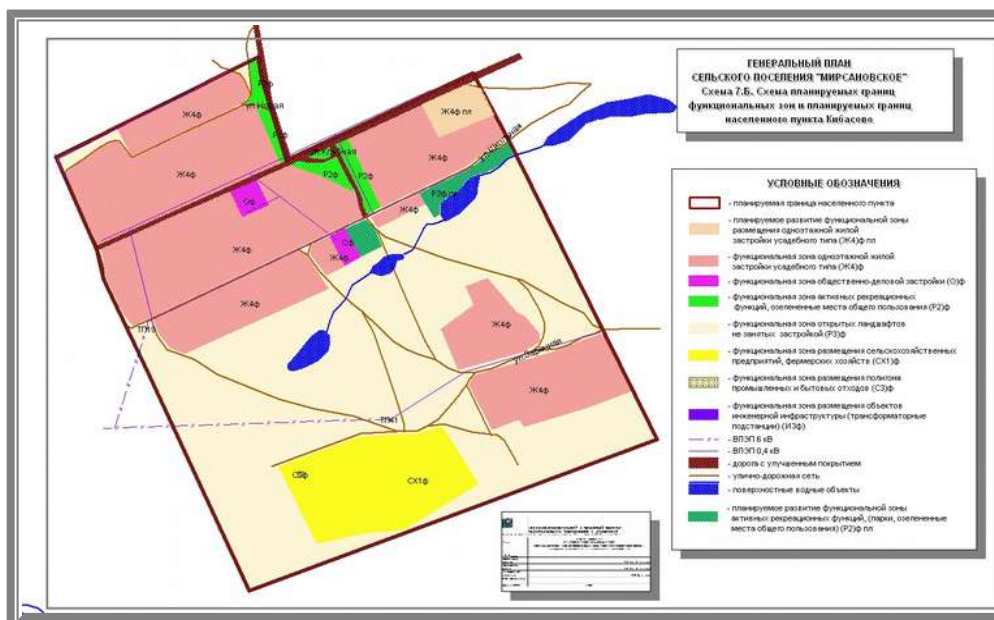 ГЕНЕРАЛЬНЫЙ ПЛАН
СЕЛЬСКОГО ПОСЕЛЕНИЯ "МИРСАНОВСКОЕ"
Схема 7.Б. Схема планируемых границ
функциональных зон и планируемых границ
населенного пункта Кибасово
УСЛОВНЫЕ ОБОЗНАЧЕНИЯ
- планируемая граница населенного пункта
- планируемое развитие функциональной зоны
размещения одноэтажной жилой
застройки усадебного типа (Ж4)ф пл
- функциональная зона одноэтажной жилой
застройки усадебного типа (Ж4)ф
- функциональная зона общественно-деловой застройки (О)ф
- функциональная зона активных рекреационных
функций, озелененные места общего пользования (Р2)ф
- функциональная зона открытых ландшафтов
не занятых застройкой (Р3)ф
- функциональная зона размещения сельскохозяйственных
предприятий, фермерских хозяйств (СХ1)ф
- функциональная зона размещения полигона
промышленных и бытовых отходов (С3)ф
- функциональная зона размещения объектов
инженерной инфраструктуры (трансформаторные
подстанции) (И3ф)
- ВЛЭП 6 кВ
- ВЛЭП 0,4 кВ
- дорога с улучшенным покрытием
- улично-дорожная сеть
- поверхностные водные объекты
- планируемое развитие функциональной зоны
активных рекреационных функций, (парки, озелененные
места общего пользования) (Р2)ф пл
Р2ф
Ж4ф
Ж4ф пл
Ж4ф
Ж4ф
Р2ф
Р2ф
Оф
Ж4ф
Ж4ф
Оф
Ж4ф
Ж4ф
Ж4ф
Ж4ф
СХ1ф